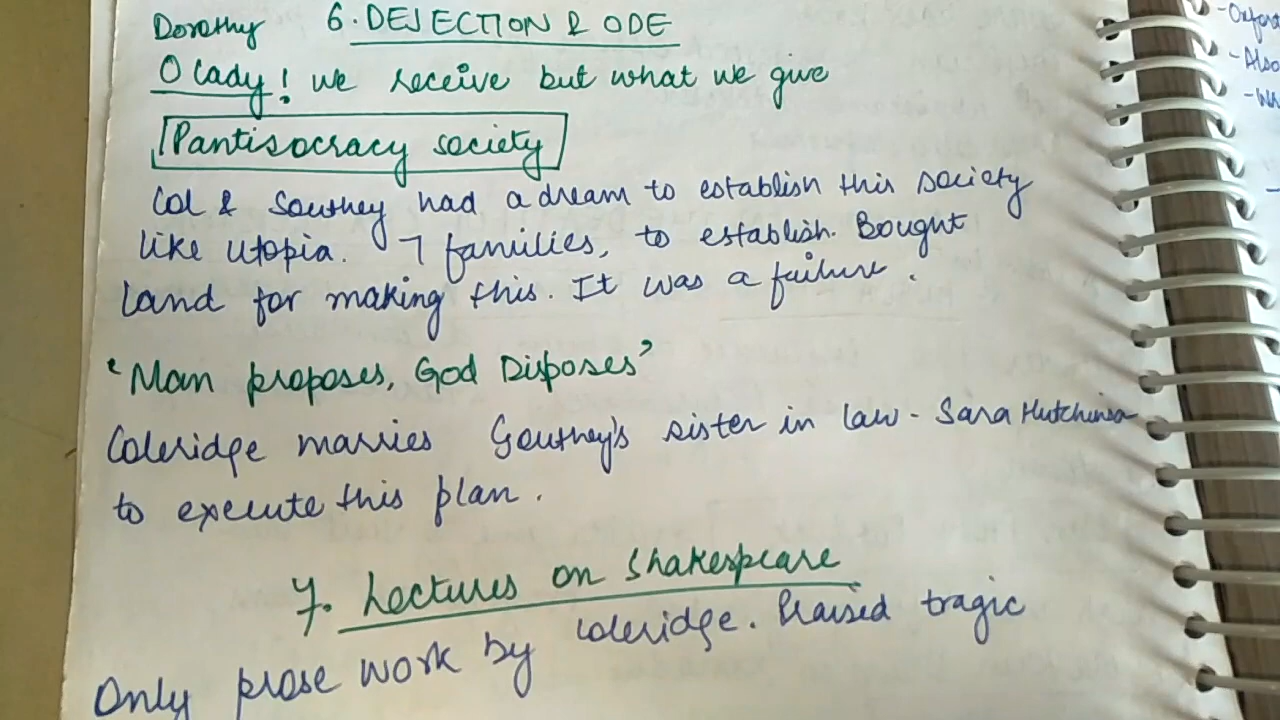 Dorothy 6. DEJECTION & ODE
O Lady! we receive but what we give
Pantisocracy society
Col & Southey had a dream to establish this society
like utopia. 7 families, to establish. Bought
land for making this. It was a failure.
'Man proposes, God Disposes'
Coleridge marries Southey's sister in law - Sara Hutchinson
to execute this plan.
7. Lectures on Shakespeare
Only prose work by Coleridge. Praised tragic
- Oxford
- Also